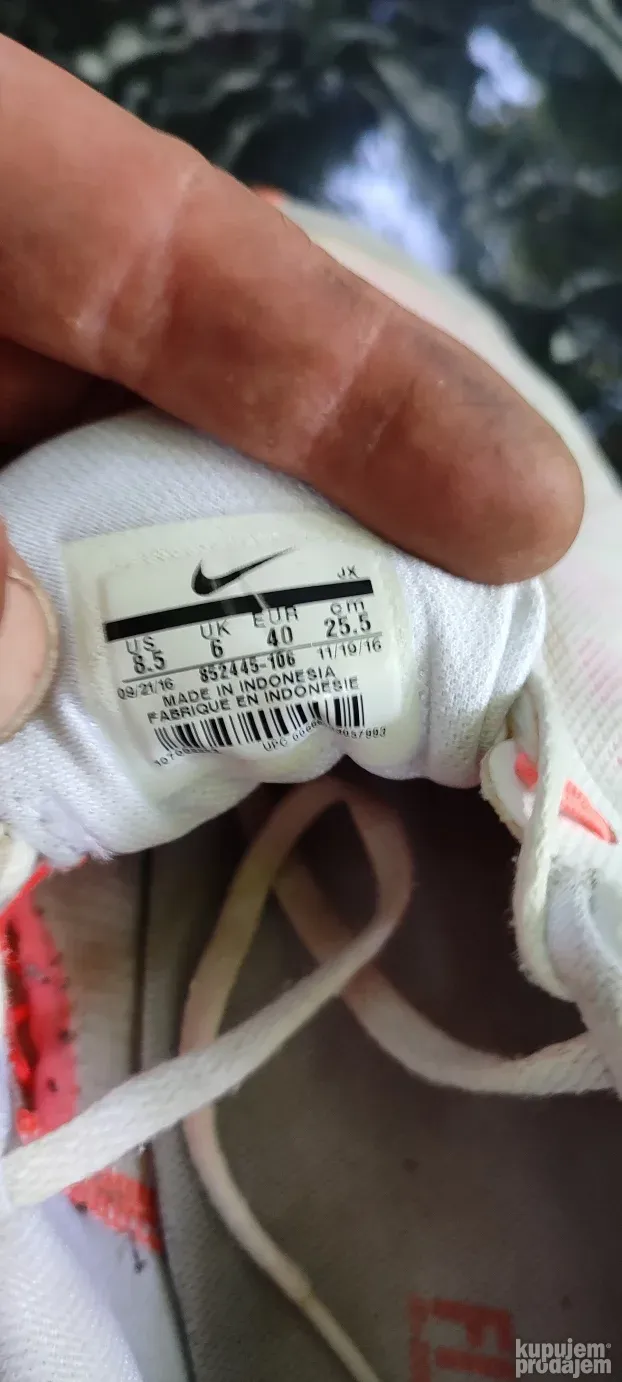 JX
US UK EUR cm
8.5 6 40 25.5
09/21/16 852445-106 11/19/16
MADE IN INDONESIA
FABRIQUE EN INDONESIE
UPC
kupujem
prodajem